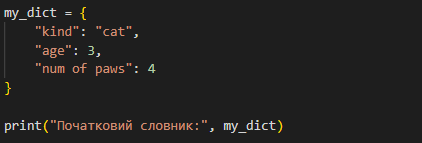 my_dict = {
    "kind": "cat",
    "age": 3,
    "num of paws": 4
}
print("Початковий словник:", my_dict)